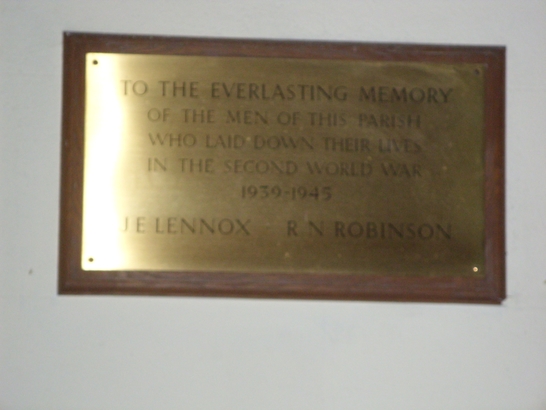 TO THE EVERLASTING MEMORY
OF THE MEN OF THIS PARISH
WHO LAID DOWN THEIR LIVES
IN THE SECOND WORLD WAR
1939-1945
J E LENNOX R N ROBINSON